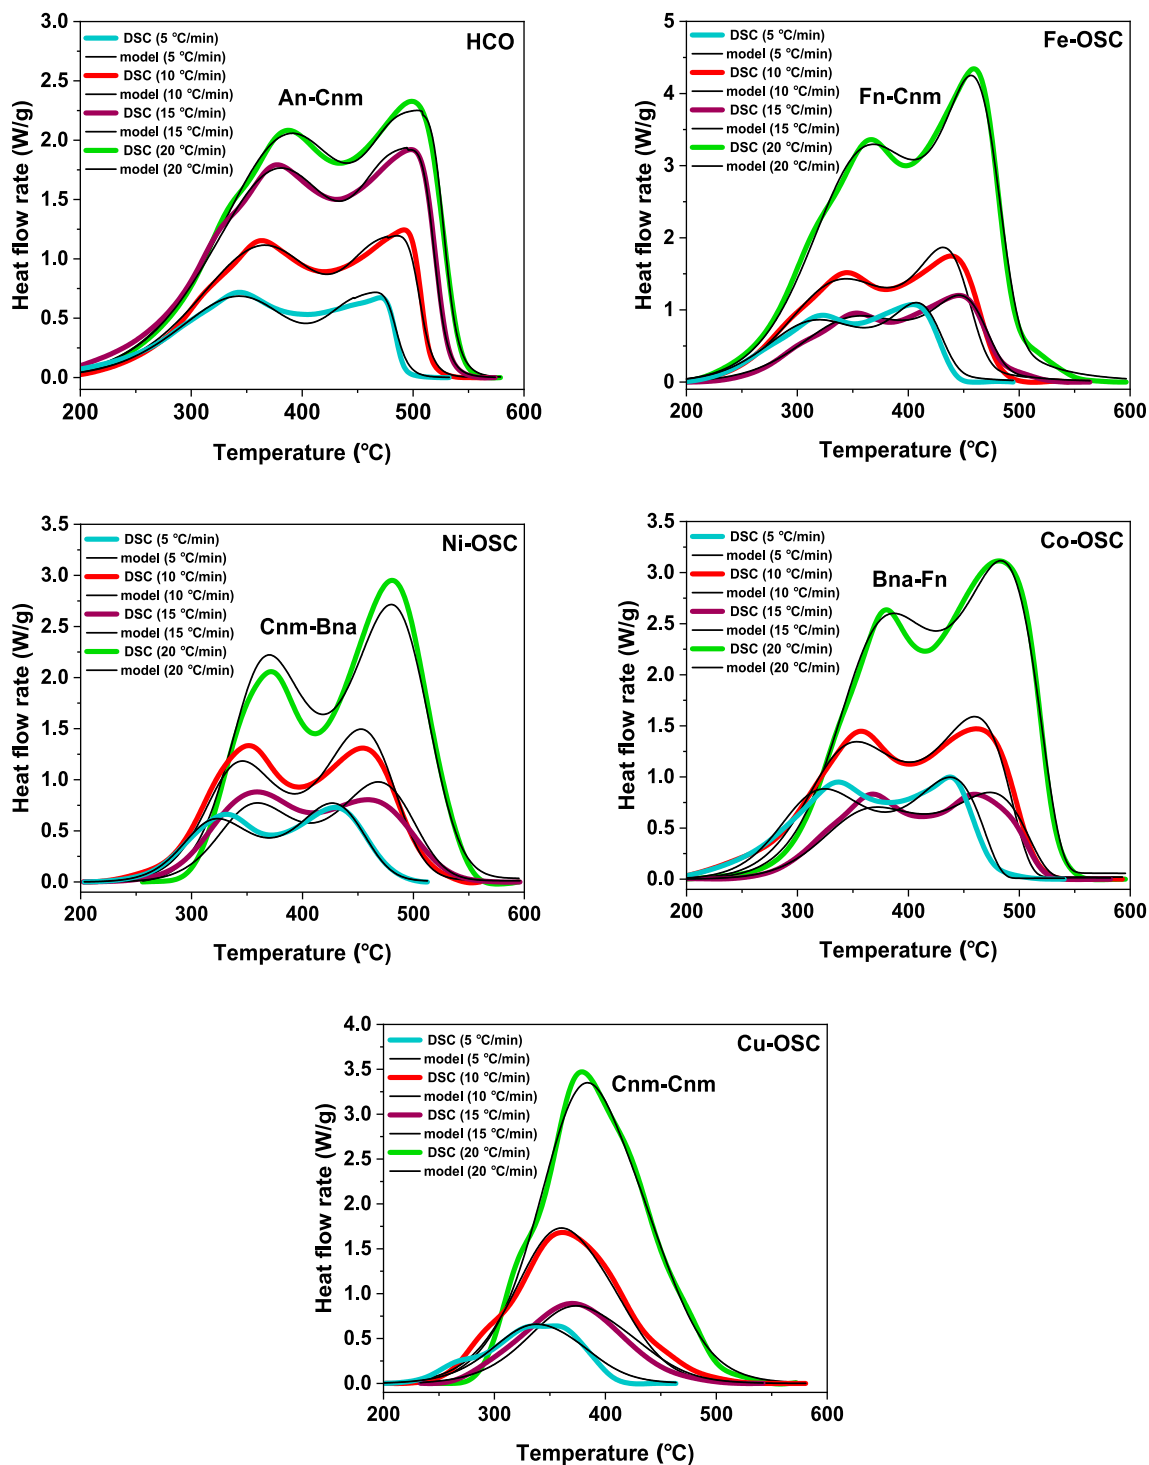 HCO
An-Cnm
DSC (5 °C/min)
model (5 °C/min)
DSC (10 °C/min)
model (10 °C/min)
DSC (15 °C/min)
model (15 °C/min)
DSC (20 °C/min)
model (20 °C/min)
Heat flow rate (W/g)
3.0
2.5
2.0
1.5
1.0
0.5
0.0
200 300 400 500 600
Temperature (°C)
Fe-OSC
Fn-Cnm
DSC (5 °C/min)
model (5 °C/min)
DSC (10 °C/min)
model (10 °C/min)
DSC (15 °C/min)
model (15 °C/min)
DSC (20 °C/min)
model (20 °C/min)
Heat flow rate (W/g)
5
4
3
2
1
0
200 300 400 500 600
Temperature (°C)
Ni-OSC
Cnm-Bna
DSC (5 °C/min)
model (5 °C/min)
DSC (10 °C/min)
model (10 °C/min)
DSC (15 °C/min)
model (15 °C/min)
DSC (20 °C/min)
model (20 °C/min)
Heat flow rate (W/g)
3.5
3.0
2.5
2.0
1.5
1.0
0.5
0.0
200 300 400 500 600
Temperature (°C)
Co-OSC
Bna-Fn
DSC (5 °C/min)
model (5 °C/min)
DSC (10 °C/min)
model (10 °C/min)
DSC (15 °C/min)
model (15 °C/min)
DSC (20 °C/min)
model (20 °C/min)
Heat flow rate (W/g)
3.5
3.0
2.5
2.0
1.5
1.0
0.5
0.0
200 300 400 500 600
Temperature (°C)
Cu-OSC
Cnm-Cnm
DSC (5 °C/min)
model (5 °C/min)
DSC (10 °C/min)
model (10 °C/min)
DSC (15 °C/min)
model (15 °C/min)
DSC (20 °C/min)
model (20 °C/min)
Heat flow rate (W/g)
4.0
3.5
3.0
2.5
2.0
1.5
1.0
0.5
0.0
200 300 400 500 600
Temperature (°C)